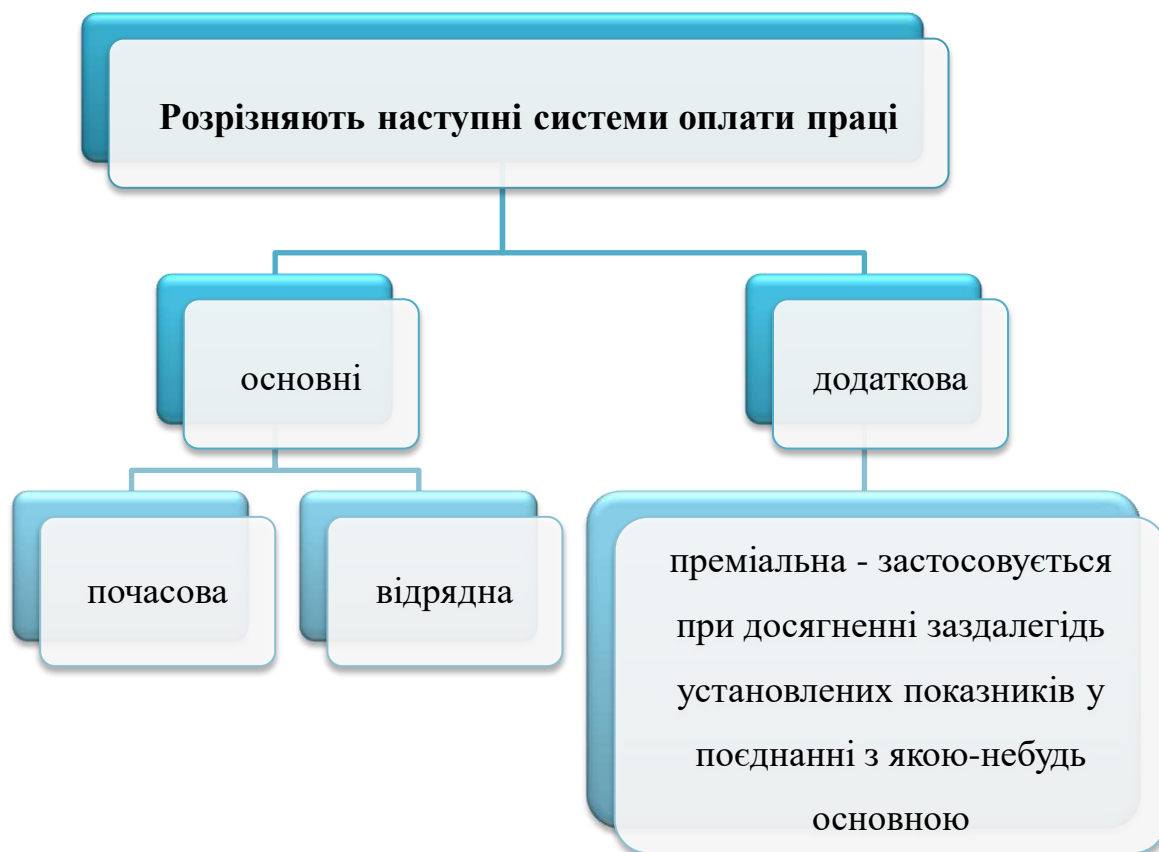 Розрізняють наступні системи оплати праці
основні
додаткова
почасова
відрядна
преміальна - застосовується
при досягненні заздалегідь
установлених показників у
поєднанні з якою-небудь
основною